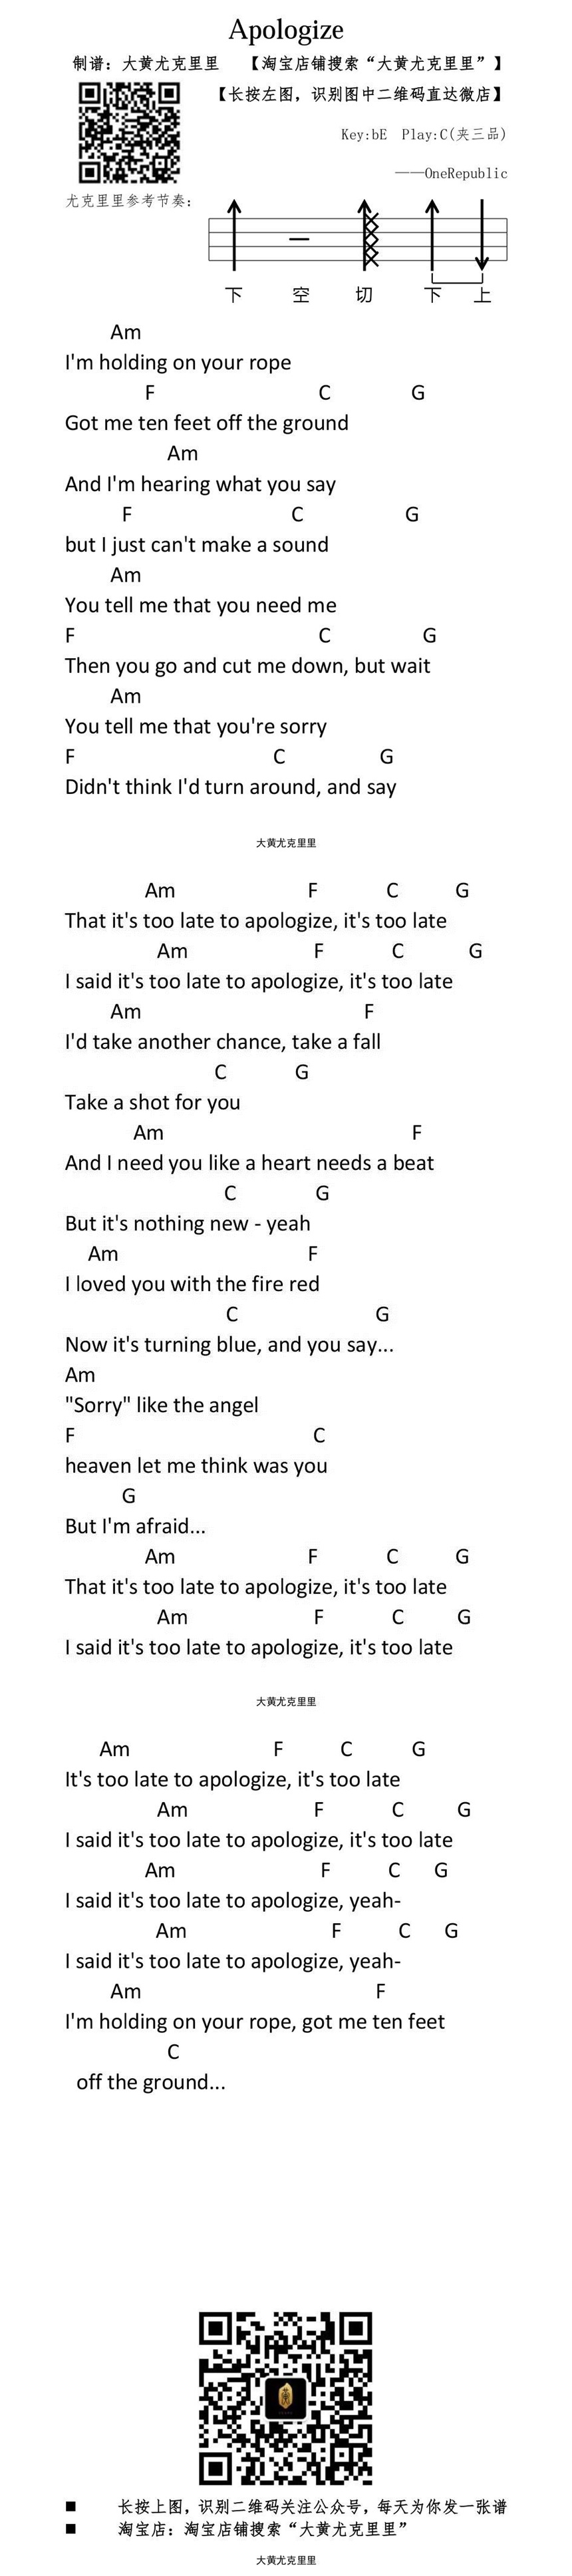 Apologize
制谱：大黄尤克里里 【淘宝店铺搜索“大黄尤克里里”】
【长按左图，识别图中二维码直达微店】
Key:bE Play:C(夹三品)
——OneRepublic
尤克里里参考节奏：
下 空 切 下 上
Am
I'm holding on your rope
F C G
Got me ten feet off the ground
Am
And I'm hearing what you say
F C G
but I just can't make a sound
Am
You tell me that you need me
F C G
Then you go and cut me down, but wait
Am
You tell me that you're sorry
F C G
Didn't think I'd turn around, and say
大黄尤克里里
Am F C G
That it's too late to apologize, it's too late
Am F C G
I said it's too late to apologize, it's too late
Am F
I'd take another chance, take a fall
C G
Take a shot for you
Am F
And I need you like a heart needs a beat
C G
But it's nothing new - yeah
Am F
I loved you with the fire red
C G
Now it's turning blue, and you say...
Am
"Sorry" like the angel
F C
heaven let me think was you
G
But I'm afraid...
Am F C G
That it's too late to apologize, it's too late
Am F C G
I said it's too late to apologize, it's too late
大黄尤克里里
Am F C G
It's too late to apologize, it's too late
Am F C G
I said it's too late to apologize, it's too late
Am F C G
I said it's too late to apologize, yeah-
Am F C G
I said it's too late to apologize, yeah-
Am F
I'm holding on your rope, got me ten feet
C
off the ground...
■ 长按上图，识别二维码关注公众号，每天为你发一张谱
■ 淘宝店：淘宝店铺搜索“大黄尤克里里”
大黄尤克里里